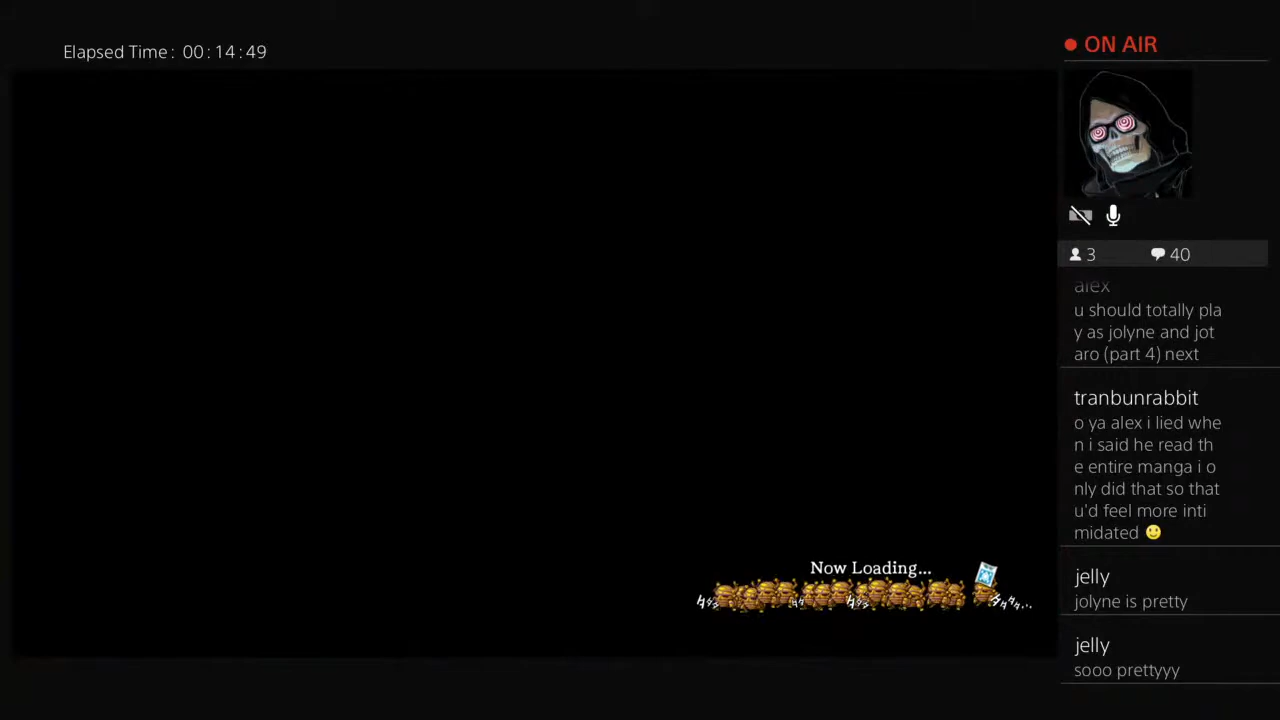 Elapsed Time: 00:14:49
ON AIR
3 40
alex
u should totally pla
y as jolyne and jot
aro (part 4) next
tranbunrabbit
o ya alex i lied whe
n i said he read th
e entire manga i o
nly did that so that
u'd feel more inti
midated 🙂
jelly
jolyne is pretty
jelly
sooo prettyyy
Now Loading...